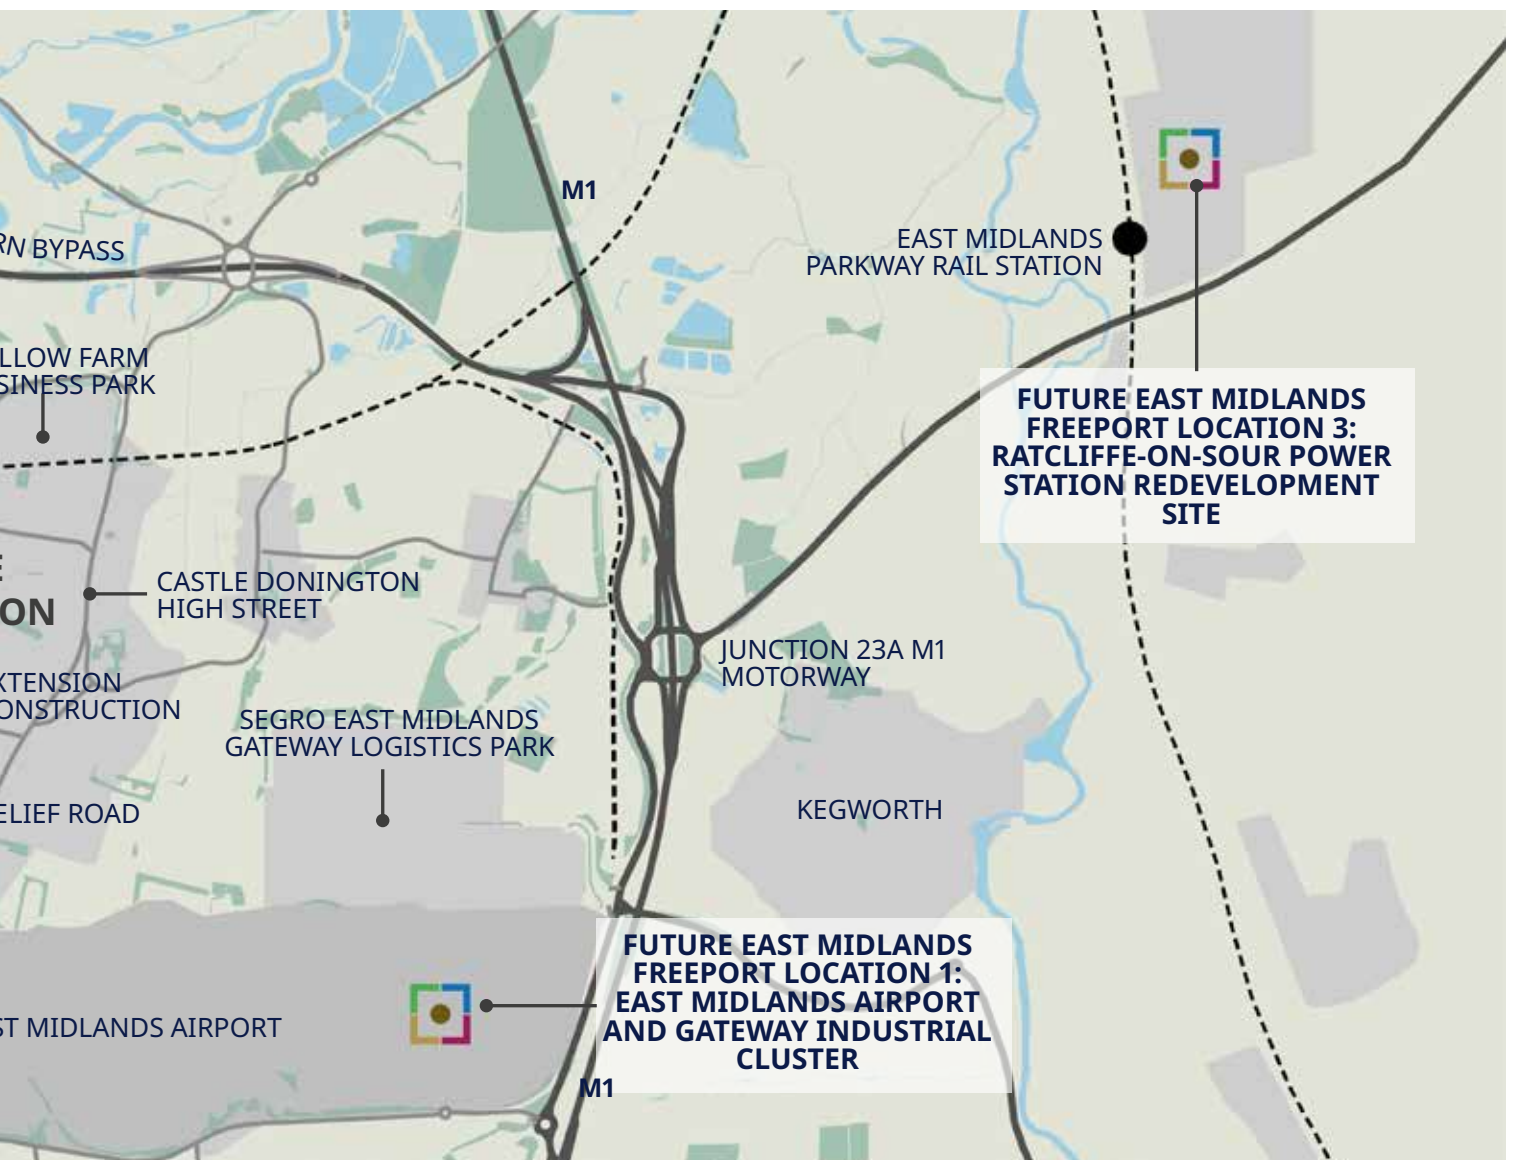 M1
RN BYPASS
EAST MIDLANDS
PARKWAY RAIL STATION
LLOW FARM
SINESS PARK
FUTURE EAST MIDLANDS
FREEPORT LOCATION 3:
RATCLIFFE-ON-SOUR POWER
STATION REDEVELOPMENT
SITE
E
ON
CASTLE DONINGTON
HIGH STREET
JUNCTION 23A M1
MOTORWAY
XTENSION
ONSTRUCTION
SEGRO EAST MIDLANDS
GATEWAY LOGISTICS PARK
ELIEF ROAD
KEGWORTH
FUTURE EAST MIDLANDS
FREEPORT LOCATION 1:
EAST MIDLANDS AIRPORT
AND GATEWAY INDUSTRIAL
CLUSTER
ST MIDLANDS AIRPORT
M1